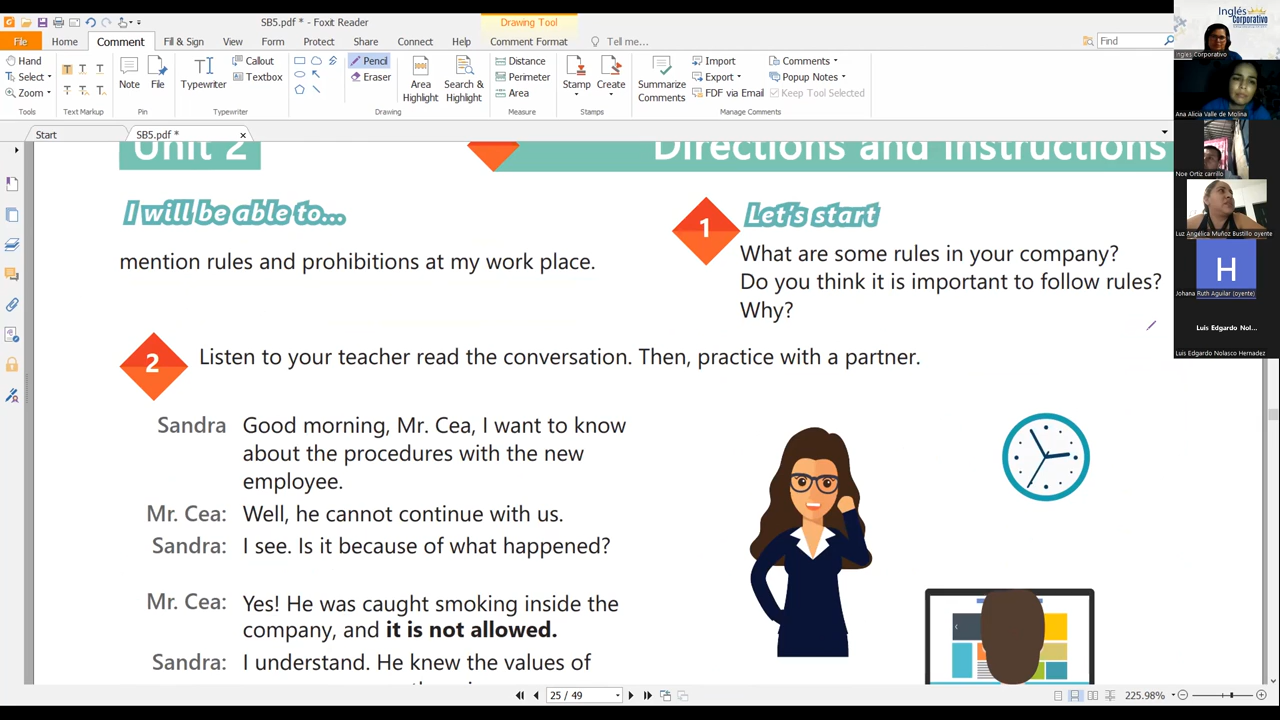 SB5.pdf * - Foxit Reader
Drawing Tool
File Home Comment Fill & Sign View Form Protect Share Connect Help Comment Format Tell me... Find
Hand
Select
Zoom
Tools
Text Markup
Note
File
Pin
Typewriter
Callout
Textbox
Typewriter
Pencil
Eraser
Drawing
Area Highlight
Search & Highlight
Distance
Perimeter
Area
Measure
Stamp
Create
Stamps
Summarize Comments
Import
Export
FDF via Email
Comments
Popup Notes
Keep Tool Selected
Manage Comments
Start
SB5.pdf *
Unit 2
Directions and Instructions
I will be able to...
mention rules and prohibitions at my work place.
1
Let's start
What are some rules in your company?
Do you think it is important to follow rules?
Why?
2
Listen to your teacher read the conversation. Then, practice with a partner.
Sandra Good morning, Mr. Cea, I want to know
about the procedures with the new
employee.
Mr. Cea: Well, he cannot continue with us.
Sandra: I see. Is it because of what happened?
Mr. Cea: Yes! He was caught smoking inside the
company, and it is not allowed.
Sandra: I understand. He knew the values of
25 / 49
225.98%
Inglés
Corporativo
Inglés Corporativo
Ana Alicia Valle de Molina
Noe Ortiz carrillo
Luz Angélica Muñoz Bustillo oyente
H
Johana Ruth Aguilar (oyente)
Luis Edgardo Nol...
Luis Edgardo Nolasco Hernadez